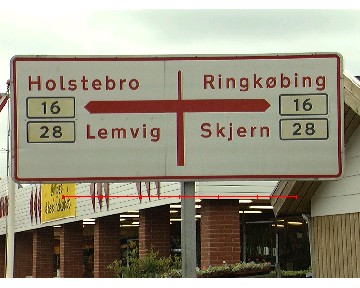 Holstebro Ringkøbing
16 16
28 Lemvig Skjern 28